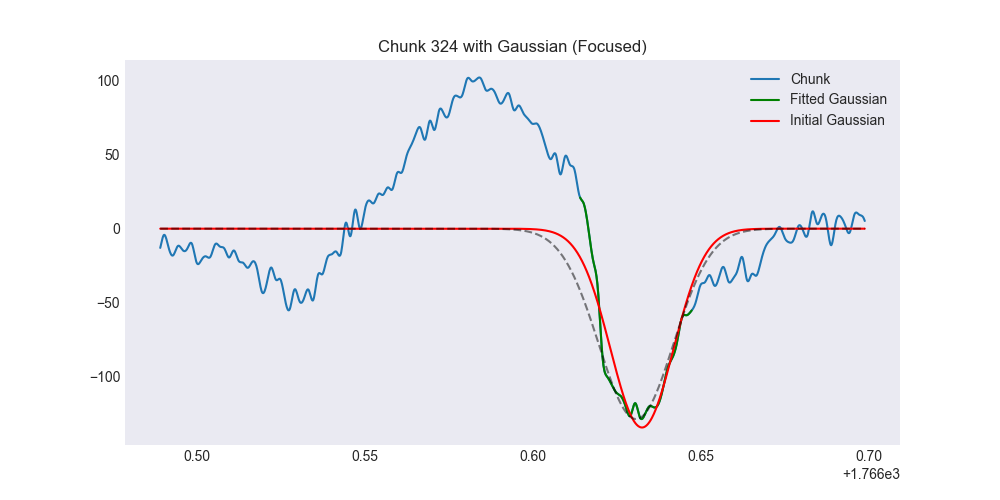 Chunk 324 with Gaussian (Focused)
100
50
0
−50
−100
Chunk
Fitted Gaussian
Initial Gaussian
0.50 0.55 0.60 0.65 0.70
+1.766e3